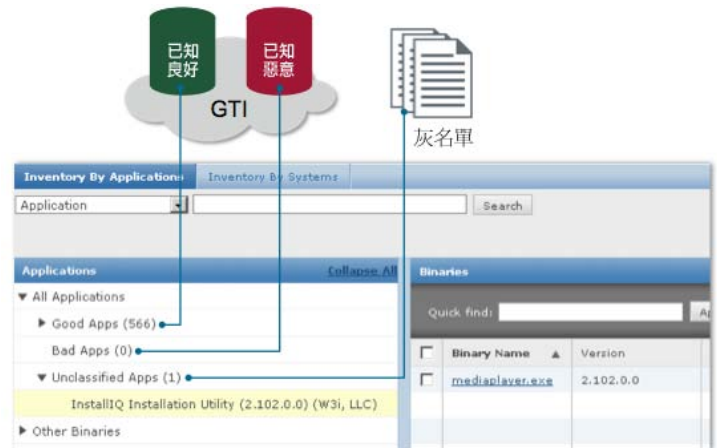 已知
良好
已知
惡意
GTI
灰名單
Inventory By Applications
Inventory By Systems
Application
Search
Applications
Collapse All
Binaries
▼ All Applications
▶ Good Apps (566)
Bad Apps (0)
▼ Unclassified Apps (1)
InstallIQ Installation Utility (2.102.0.0) (W3i, LLC)
▶ Other Binaries
Quick find:
Binary Name ▲
Version
mediaplayer.exe
2.102.0.0